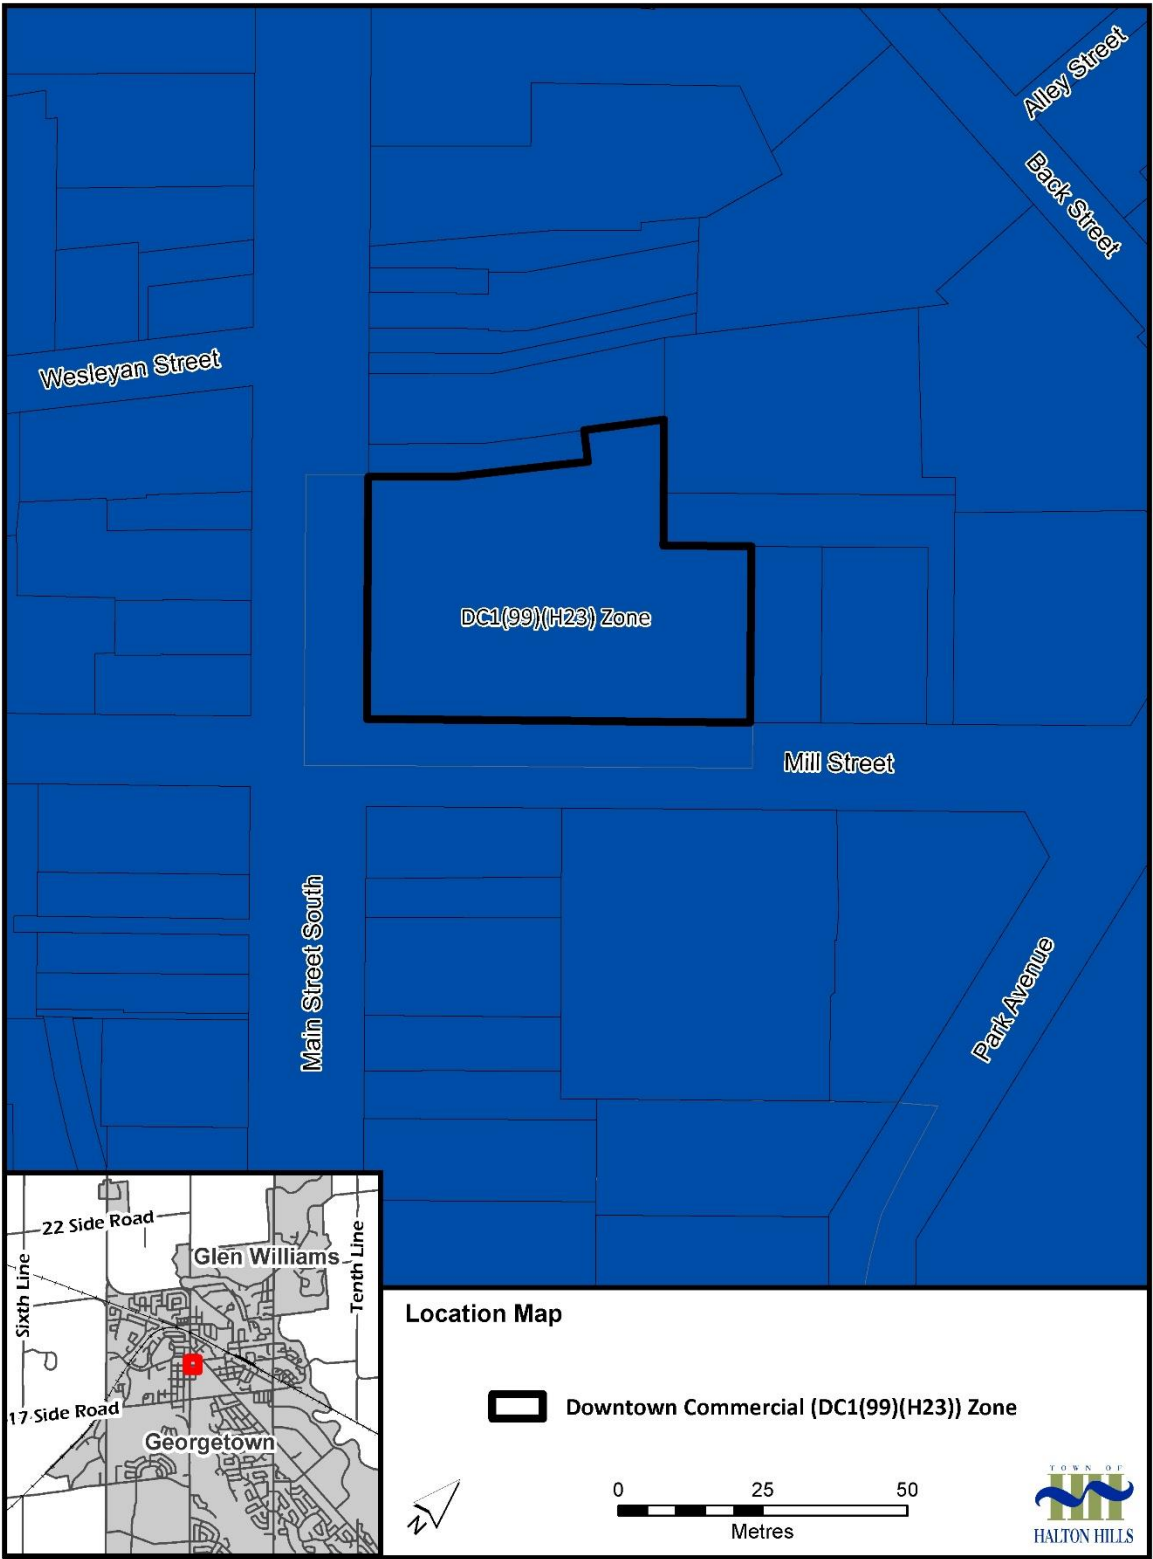 Alley Street
Back Street
Wesleyan Street
DC1(99)(H23) Zone
Mill Street
Main Street South
Park Avenue
22 Side Road
Glen Williams
Sixth Line
Tenth Line
17 Side Road
Georgetown
Location Map
Downtown Commercial (DC1(99)(H23)) Zone
N
0 25 50
Metres
TOWN OF
HALTON HILLS